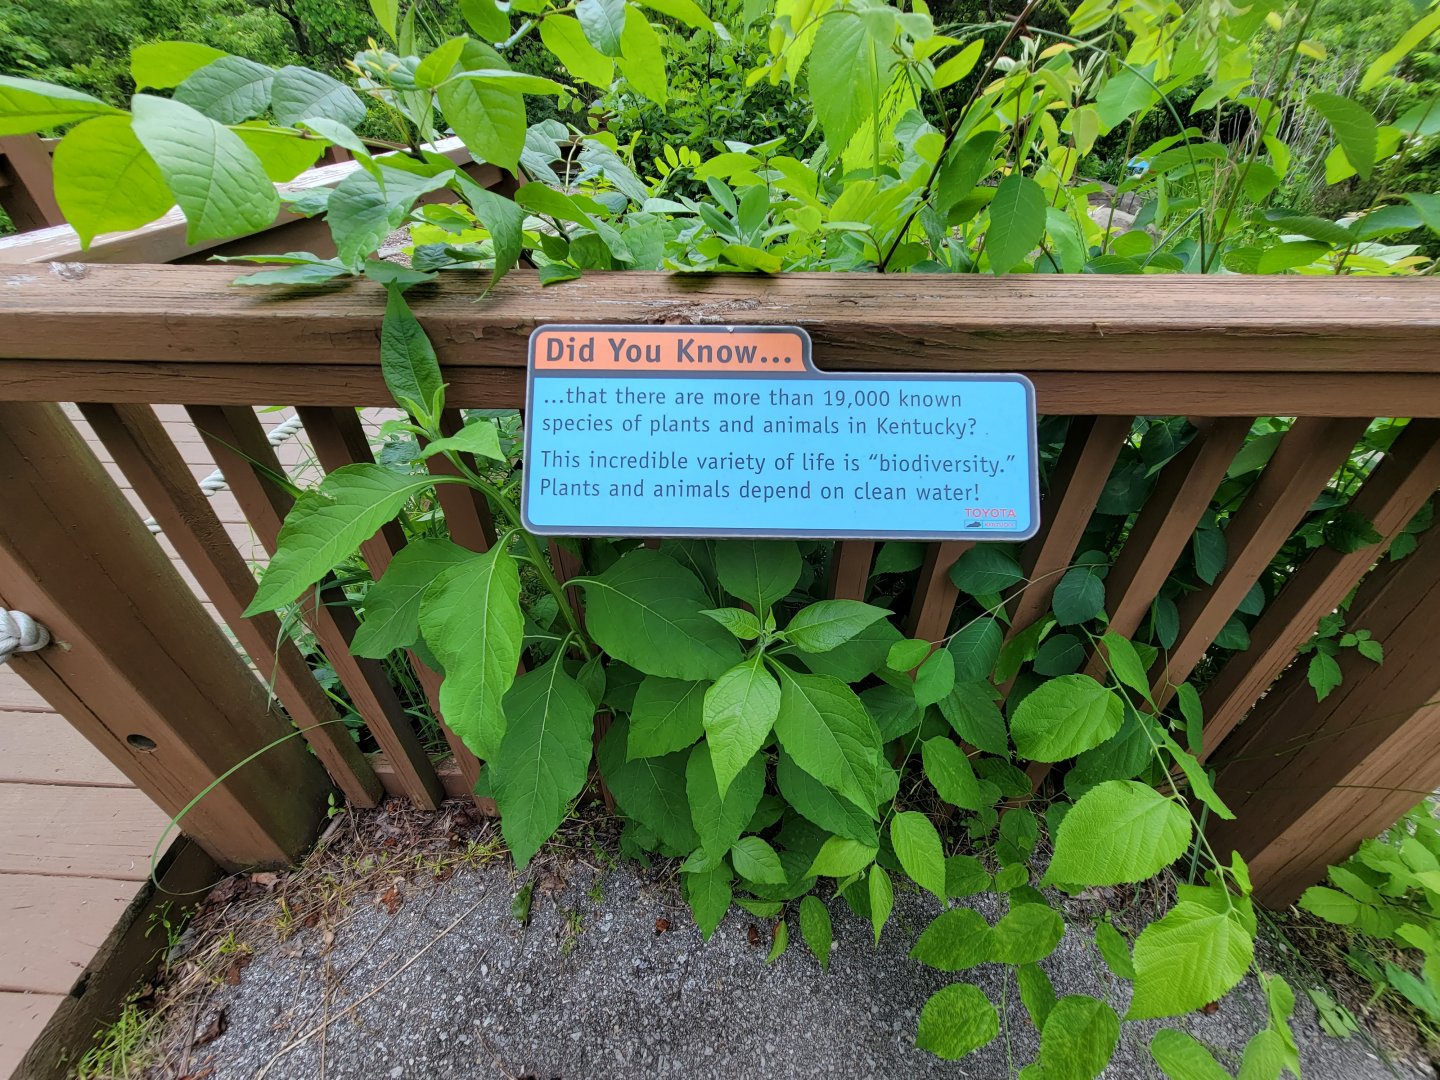 Did You Know...
...that there are more than 19,000 known
species of plants and animals in Kentucky?
This incredible variety of life is “biodiversity.”
Plants and animals depend on clean water!
TOYOTA
KENTUCKY